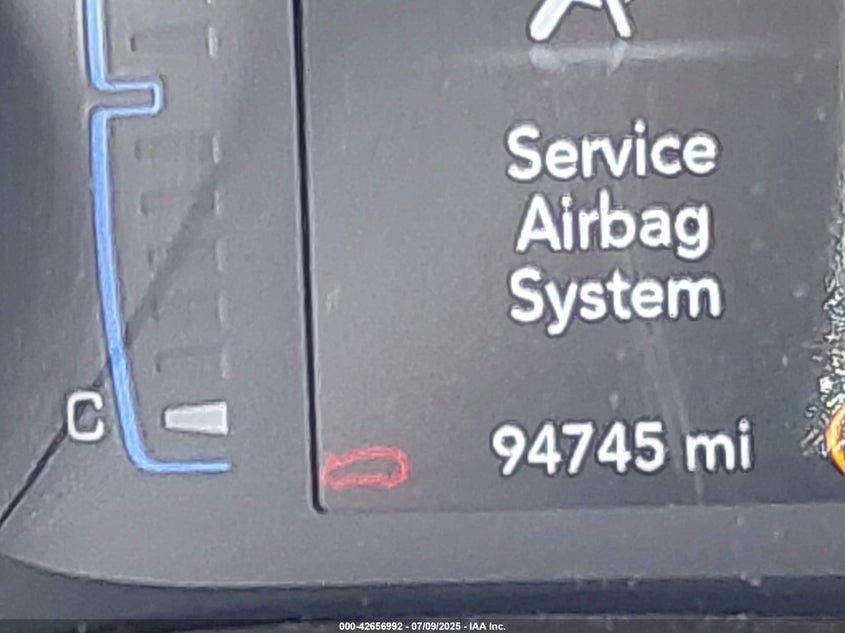 Service
Airbag
System
C
94745 mi
000-42656992 - 07/09/2025 - IAA Inc.